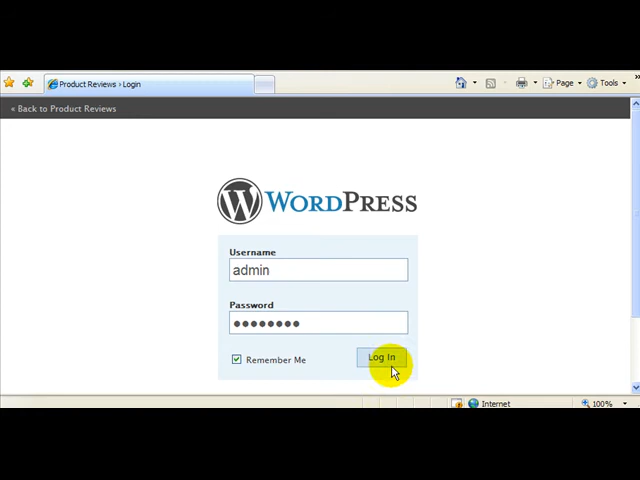 Product Reviews › Login
Page
Tools
« Back to Product Reviews
WORDPRESS
Username
admin
Password
Remember Me
Log In
Internet
100%